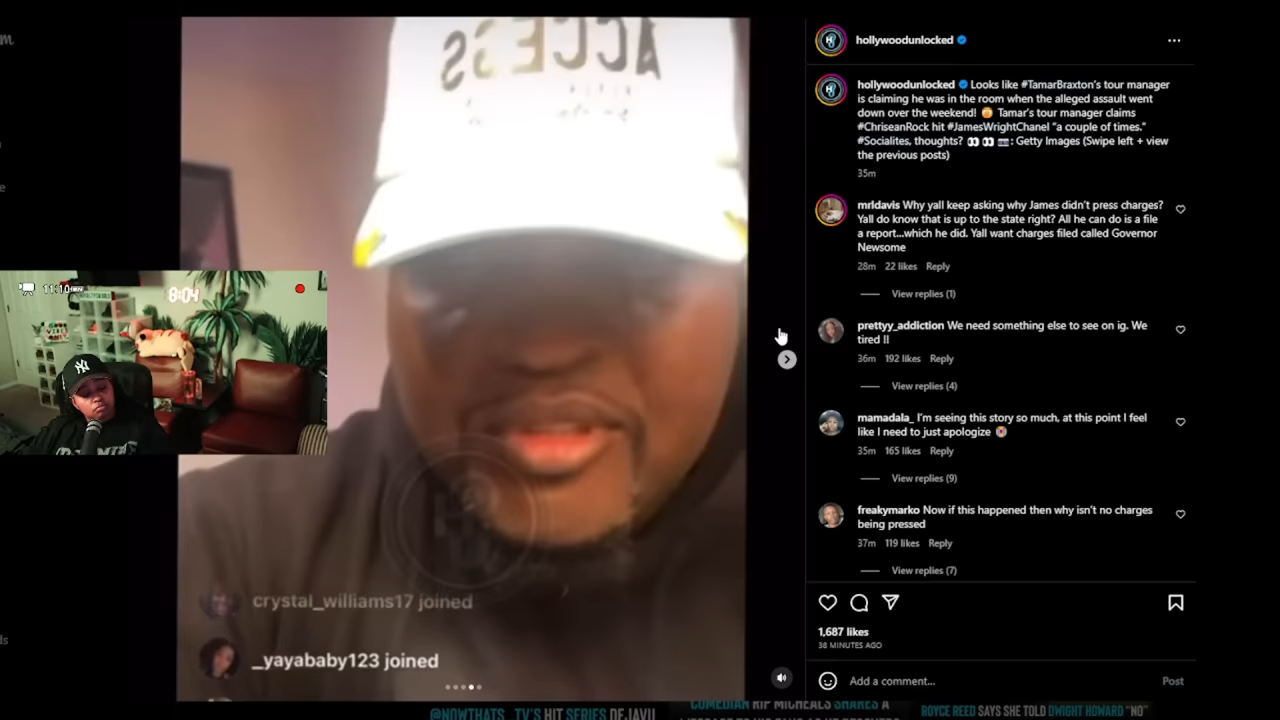 m
ACCESS
11:10
8:04
NY
crystal_williams17 joined
_yayababy123 joined
hollywoodunlocked
hollywoodunlocked Looks like #TamarBraxton's tour manager
is claiming he was in the room when the alleged assault went
down over the weekend! Tamar's tour manager claims
#ChriseanRock hit #JamesWrightChanel "a couple of times."
#Socialites, thoughts? 👀 👀 📸: Getty Images (Swipe left + view
the previous posts)
35m
mrldavis Why yall keep asking why James didn't press charges?
Yall do know that is up to the state right? All he can do is a file
a report...which he did. Yall want charges filed called Governor
Newsome
28m 22 likes Reply
View replies (1)
prettyy_addiction We need something else to see on ig. We
tired !!
36m 192 likes Reply
View replies (4)
mamadala_ I'm seeing this story so much, at this point I feel
like I need to just apologize
35m 165 likes Reply
View replies (9)
freakymarko Now if this happened then why isn't no charges
being pressed
37m 119 likes Reply
View replies (7)
1,687 likes
38 MINUTES AGO
Add a comment... Post
@NOWTHATS_TV'S HIT SERIES DEJAVU
COMEDIAN RIP MICHEALS SHARES A
ROYCE REED SAYS SHE TOLD DWIGHT HOWARD "NO"